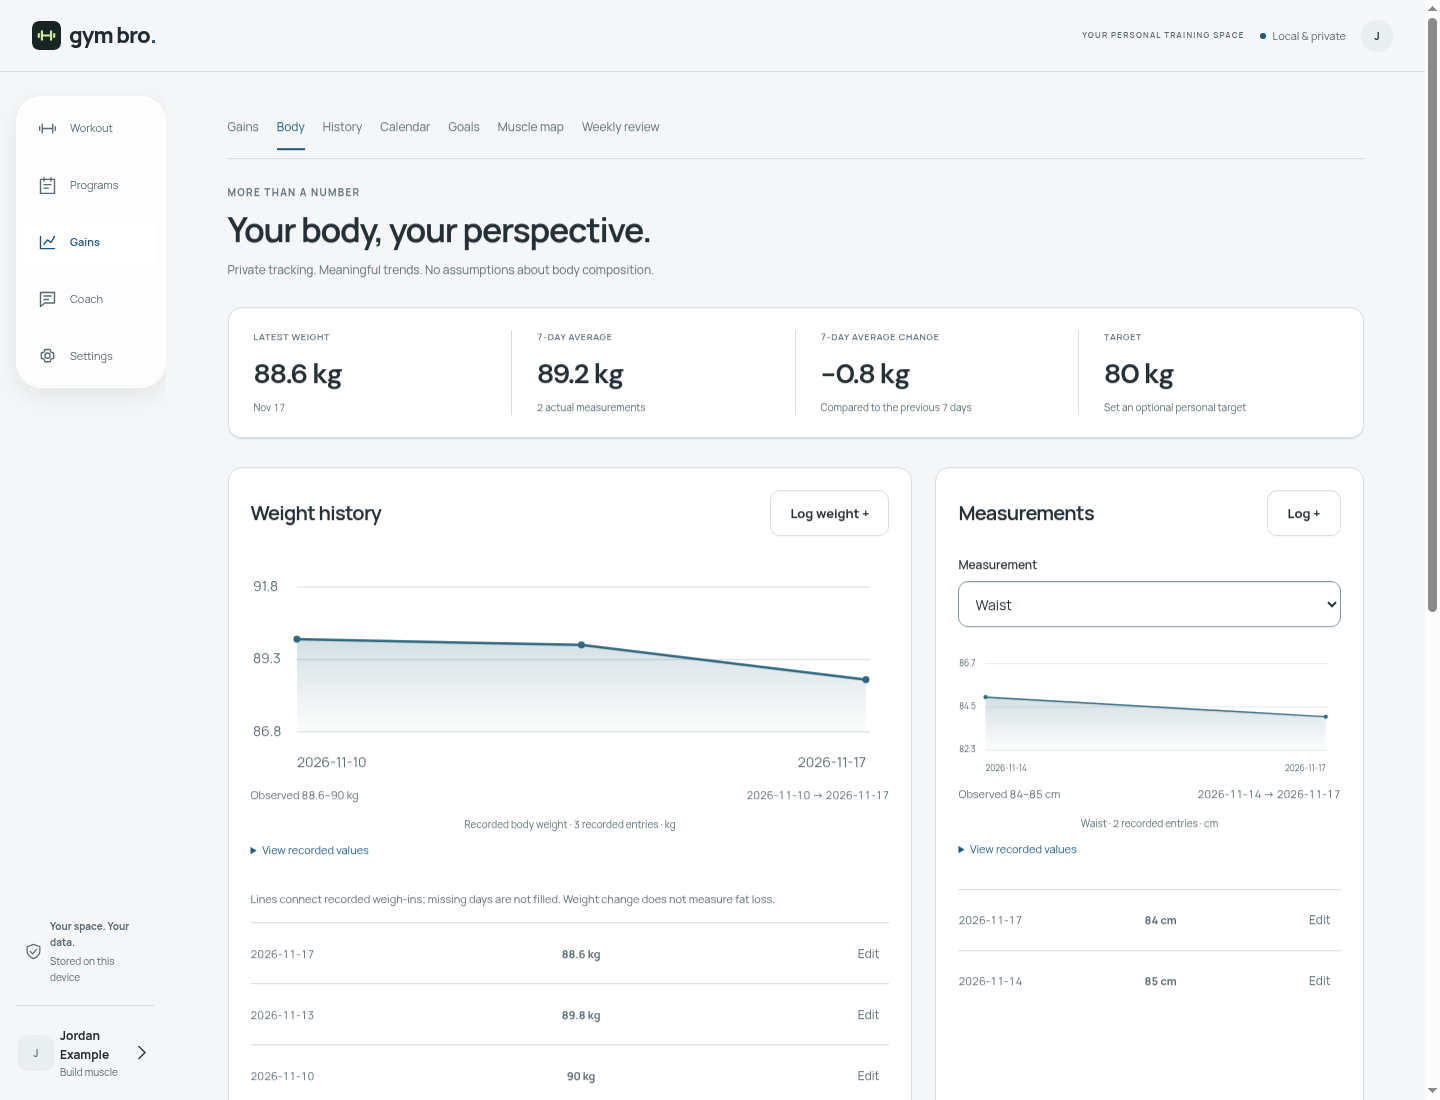 gym bro.
YOUR PERSONAL TRAINING SPACE
Local & private
J
Workout
Programs
Gains
Coach
Settings
Gains Body History Calendar Goals Muscle map Weekly review
MORE THAN A NUMBER
Your body, your perspective.
Private tracking. Meaningful trends. No assumptions about body composition.
LATEST WEIGHT
88.6 kg
Nov 17
7-DAY AVERAGE
89.2 kg
2 actual measurements
7-DAY AVERAGE CHANGE
−0.8 kg
Compared to the previous 7 days
TARGET
80 kg
Set an optional personal target
Weight history
Log weight +
91.8
89.3
86.8
2026-11-10 2026-11-17
Observed 88.6–90 kg 2026-11-10 → 2026-11-17
Recorded body weight · 3 recorded entries · kg
▶ View recorded values
Lines connect recorded weigh-ins; missing days are not filled. Weight change does not measure fat loss.
2026-11-17 88.6 kg Edit
2026-11-13 89.8 kg Edit
2026-11-10 90 kg Edit
Measurements
Log +
Measurement
Waist
86.7
84.5
82.3
2026-11-14 2026-11-17
Observed 84–85 cm 2026-11-14 → 2026-11-17
Waist · 2 recorded entries · cm
▶ View recorded values
2026-11-17 84 cm Edit
2026-11-14 85 cm Edit
Your space. Your
data.
Stored on this
device
J
Jordan
Example
Build muscle